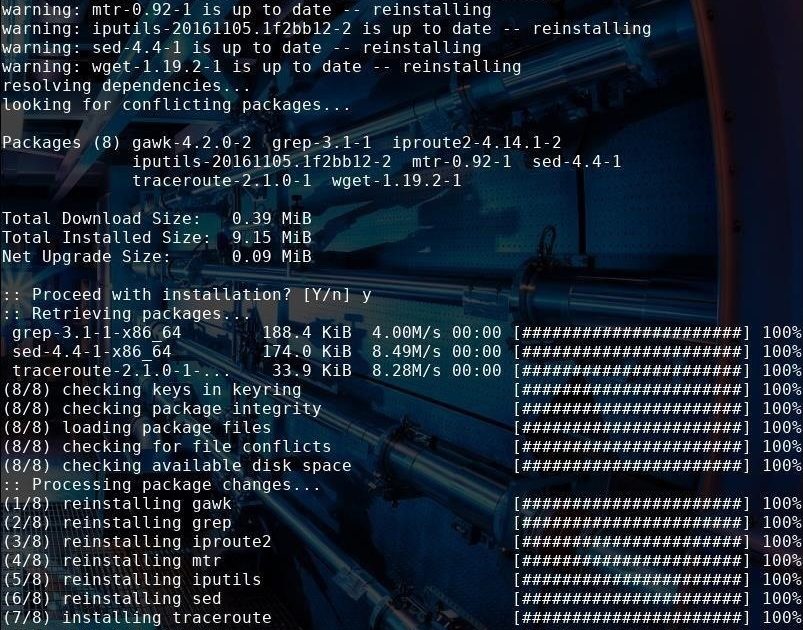 warning: mtr-0.92-1 is up to date -- reinstalling
warning: iputils-20161105.1f2bb12-2 is up to date -- reinstalling
warning: sed-4.4-1 is up to date -- reinstalling
warning: wget-1.19.2-1 is up to date -- reinstalling
resolving dependencies...
looking for conflicting packages...
Packages (8) gawk-4.2.0-2  grep-3.1-1  iproute2-4.14.1-2
iputils-20161105.1f2bb12-2  mtr-0.92-1  sed-4.4-1
traceroute-2.1.0-1  wget-1.19.2-1
Total Download Size:   0.39 MiB
Total Installed Size:  9.15 MiB
Net Upgrade Size:      0.09 MiB
:: Proceed with installation? [Y/n] y
:: Retrieving packages...
grep-3.1-1-x86_64        188.4 KiB  4.00M/s 00:00 [######################] 100%
sed-4.4-1-x86_64         174.0 KiB  8.49M/s 00:00 [######################] 100%
traceroute-2.1.0-1-...    33.9 KiB  8.28M/s 00:00 [######################] 100%
(8/8) checking keys in keyring                     [######################] 100%
(8/8) checking package integrity                   [######################] 100%
(8/8) loading package files                        [######################] 100%
(8/8) checking for file conflicts                  [######################] 100%
(8/8) checking available disk space                [######################] 100%
:: Processing package changes...
(1/8) reinstalling gawk                            [######################] 100%
(2/8) reinstalling grep                            [######################] 100%
(3/8) reinstalling iproute2                        [######################] 100%
(4/8) reinstalling mtr                             [######################] 100%
(5/8) reinstalling iputils                         [######################] 100%
(6/8) reinstalling sed                             [######################] 100%
(7/8) installing traceroute                        [######################] 100%